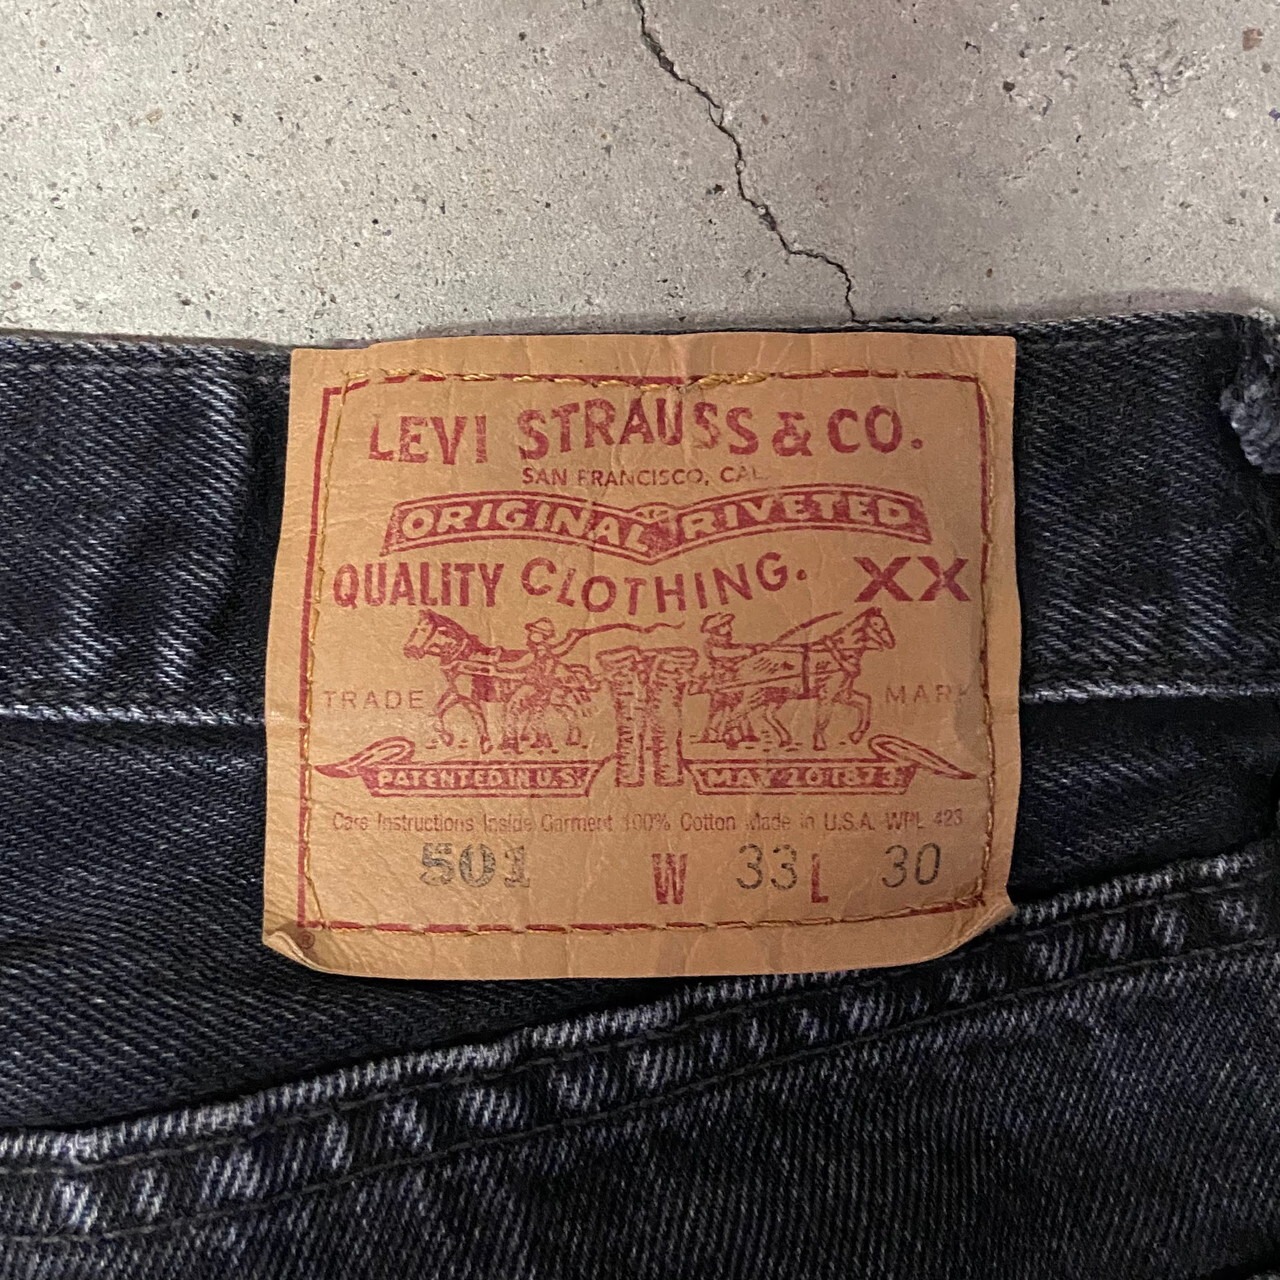 LEVI STRAUSS & CO.
SAN FRANCISCO, CAL.
ORIGINAL RIVETED
QUALITY CLOTHING. XX
TRADE MARK
PATENTED IN U.S. MAY 20 1873
Care Instructions Inside Garment 100% Cotton Made in U.S.A. WPL 423
501 W 33 L 30
®